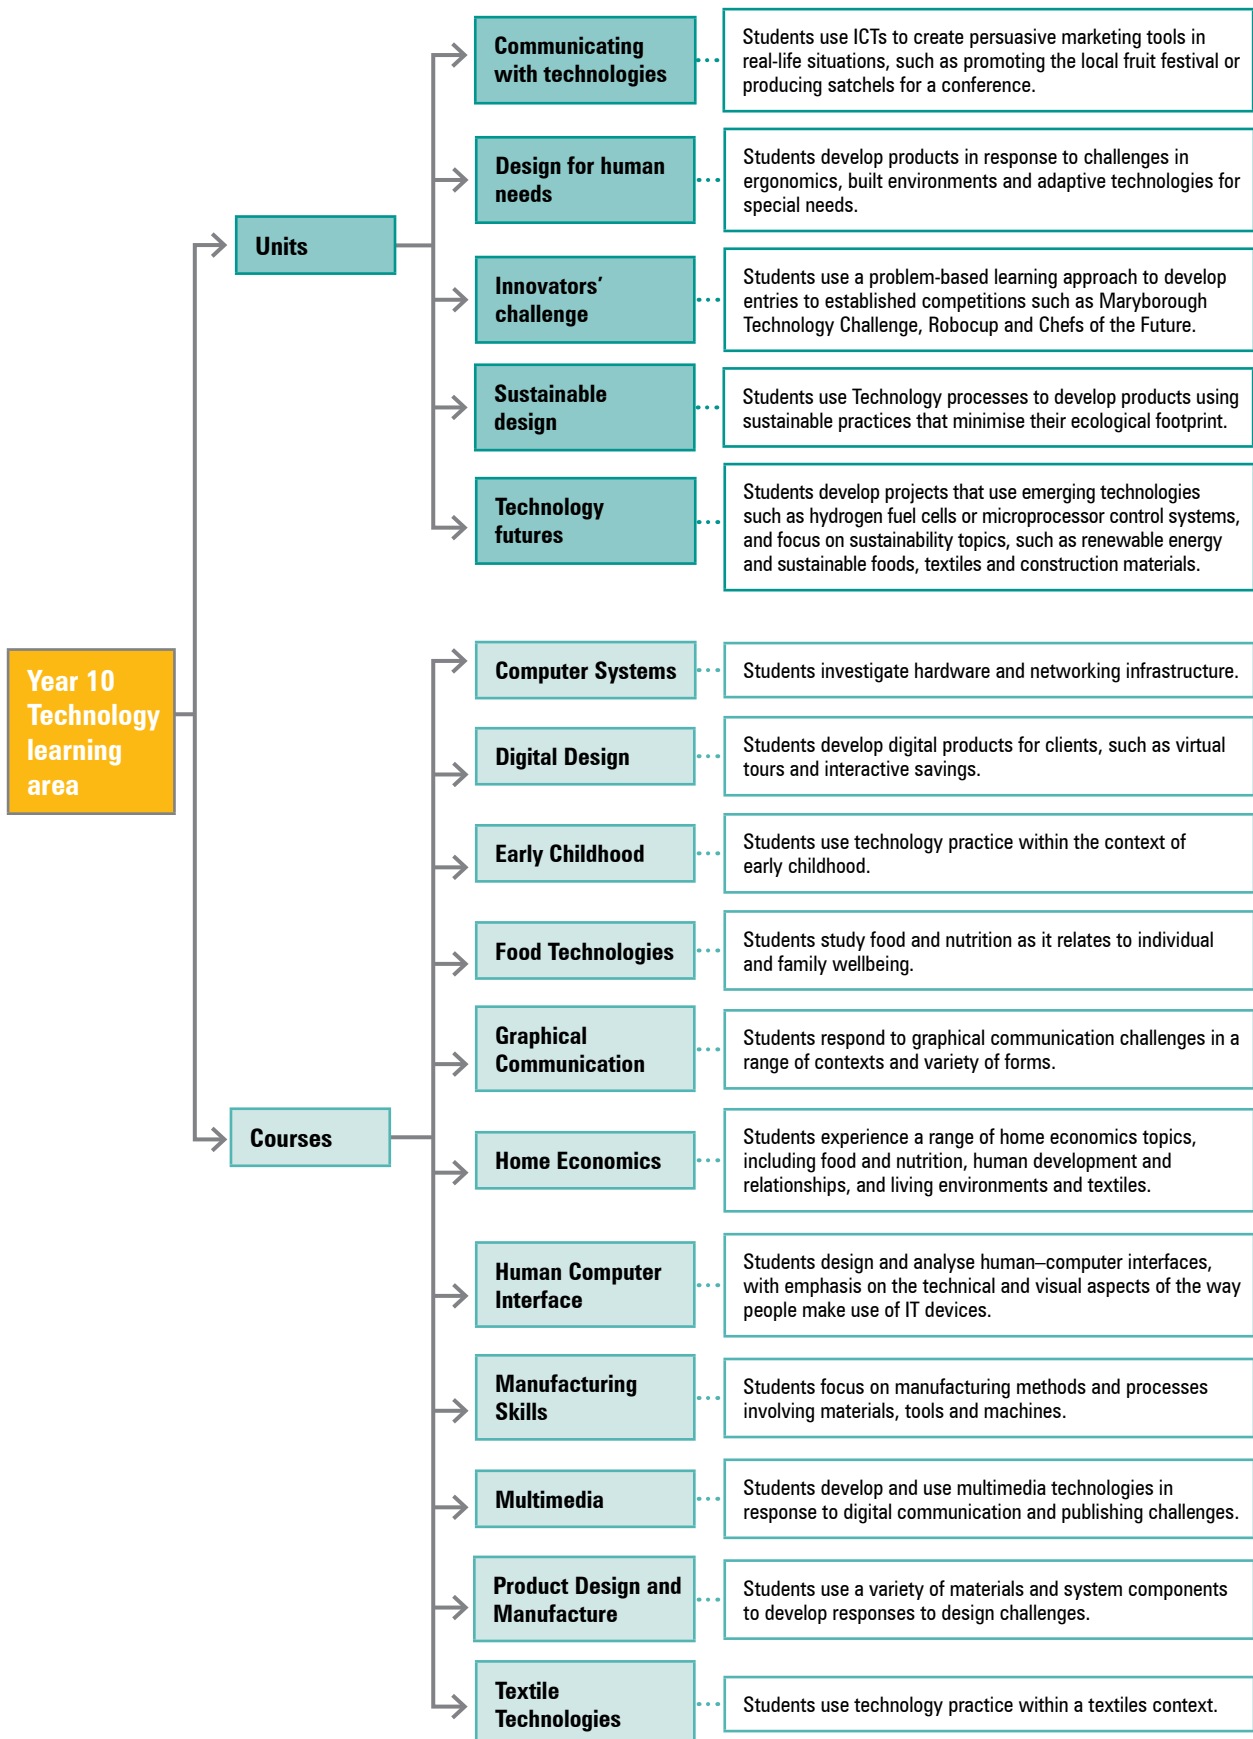 Communicating
with technologies
Students use ICTs to create persuasive marketing tools in
real-life situations, such as promoting the local fruit festival or
producing satchels for a conference.
Design for human
needs
Students develop products in response to challenges in
ergonomics, built environments and adaptive technologies for
special needs.
Units
Innovators’
challenge
Students use a problem-based learning approach to develop
entries to established competitions such as Maryborough
Technology Challenge, Robocup and Chefs of the Future.
Sustainable
design
Students use Technology processes to develop products using
sustainable practices that minimise their ecological footprint.
Technology
futures
Students develop projects that use emerging technologies
such as hydrogen fuel cells or microprocessor control systems,
and focus on sustainability topics, such as renewable energy
and sustainable foods, textiles and construction materials.
Year 10
Technology
learning
area
Computer Systems
Students investigate hardware and networking infrastructure.
Digital Design
Students develop digital products for clients, such as virtual
tours and interactive savings.
Early Childhood
Students use technology practice within the context of
early childhood.
Food Technologies
Students study food and nutrition as it relates to individual
and family wellbeing.
Graphical
Communication
Students respond to graphical communication challenges in a
range of contexts and variety of forms.
Courses
Home Economics
Students experience a range of home economics topics,
including food and nutrition, human development and
relationships, and living environments and textiles.
Human Computer
Interface
Students design and analyse human–computer interfaces,
with emphasis on the technical and visual aspects of the way
people make use of IT devices.
Manufacturing
Skills
Students focus on manufacturing methods and processes
involving materials, tools and machines.
Multimedia
Students develop and use multimedia technologies in
response to digital communication and publishing challenges.
Product Design and
Manufacture
Students use a variety of materials and system components
to develop responses to design challenges.
Textile
Technologies
Students use technology practice within a textiles context.